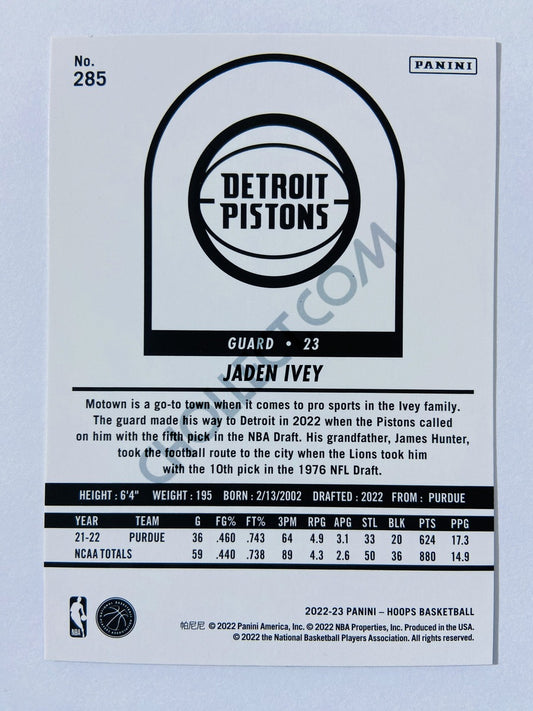 No.
285
PANINI
DETROIT
PISTONS
CHOLLECT.COM
GUARD • 23
JADEN IVEY
Motown is a go-to town when it comes to pro sports in the Ivey family.
The guard made his way to Detroit in 2022 when the Pistons called
on him with the fifth pick in the NBA Draft. His grandfather, James Hunter,
took the football route to the city when the Lions took him
with the 10th pick in the 1976 NFL Draft.
HEIGHT : 6'4" WEIGHT : 195 BORN : 2/13/2002 DRAFTED : 2022 FROM : PURDUE
YEAR TEAM G FG% FT% 3PM RPG APG STL BLK PTS PPG
21-22 PURDUE 36 .460 .743 64 4.9 3.1 33 20 624 17.3
NCAA TOTALS 59 .440 .738 89 4.3 2.6 50 36 880 14.9
2022-23 PANINI – HOOPS BASKETBALL
帕尼尼 © 2022 Panini America, Inc. © 2022 NBA Properties, Inc. Produced in the USA.
© 2022 the National Basketball Players Association. All rights reserved.
NBA